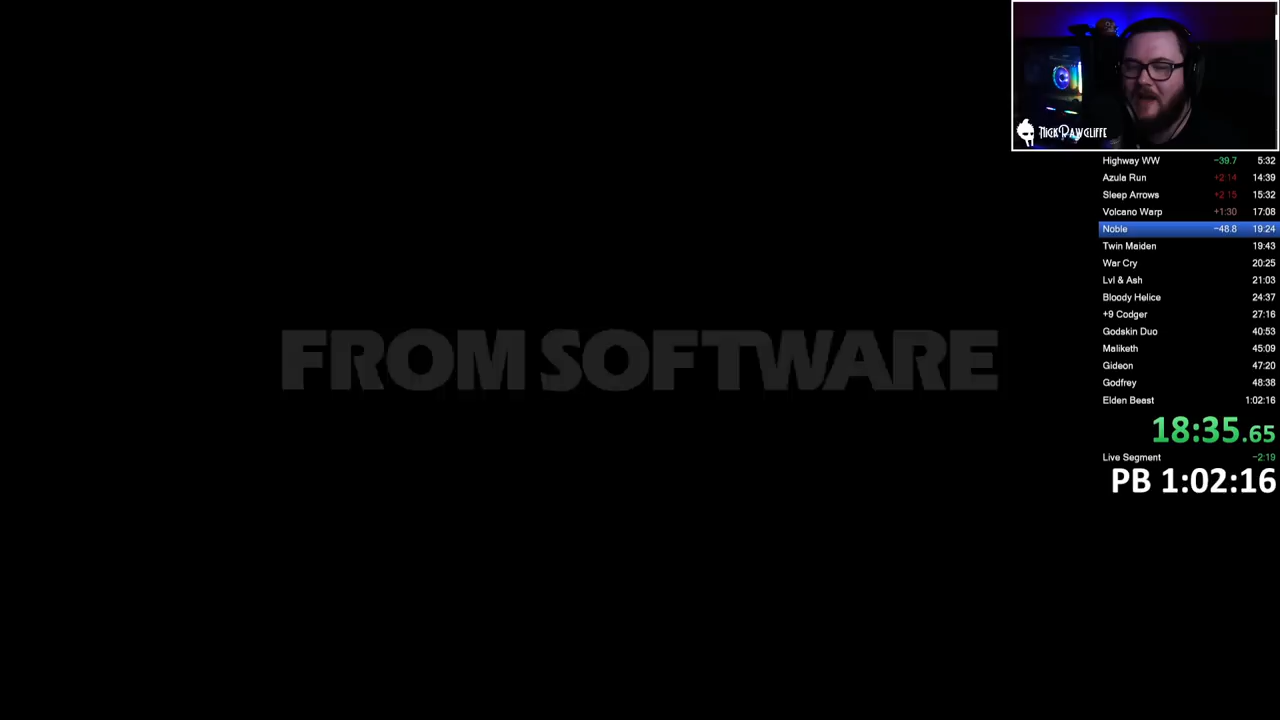 NickRawcliffe
Highway WW −39.7 5:32
Azula Run +2:14 14:39
Sleep Arrows +2:15 15:32
Volcano Warp +1:30 17:08
Noble −48.8 19:24
Twin Maiden 19:43
War Cry 20:25
Lvl & Ash 21:03
Bloody Helice 24:37
+9 Codger 27:16
Godskin Duo 40:53
Maliketh 45:09
Gideon 47:20
Godfrey 48:38
Elden Beast 1:02:16
FROM SOFTWARE
18:35.65
Live Segment −2:19
PB 1:02:16